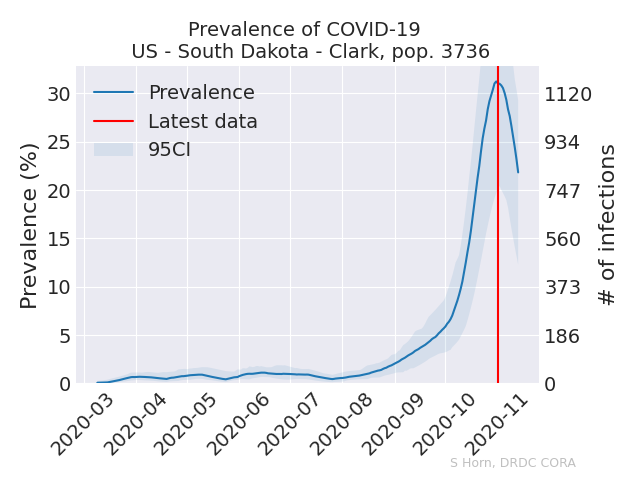 Prevalence of COVID-19
US - South Dakota - Clark, pop. 3736
Prevalence
Latest data
95CI
Prevalence (%)
30
25
20
15
10
5
0
1120
934
747
560
373
186
0
# of infections
2020-03
2020-04
2020-05
2020-06
2020-07
2020-08
2020-09
2020-10
2020-11
S Horn, DRDC CORA